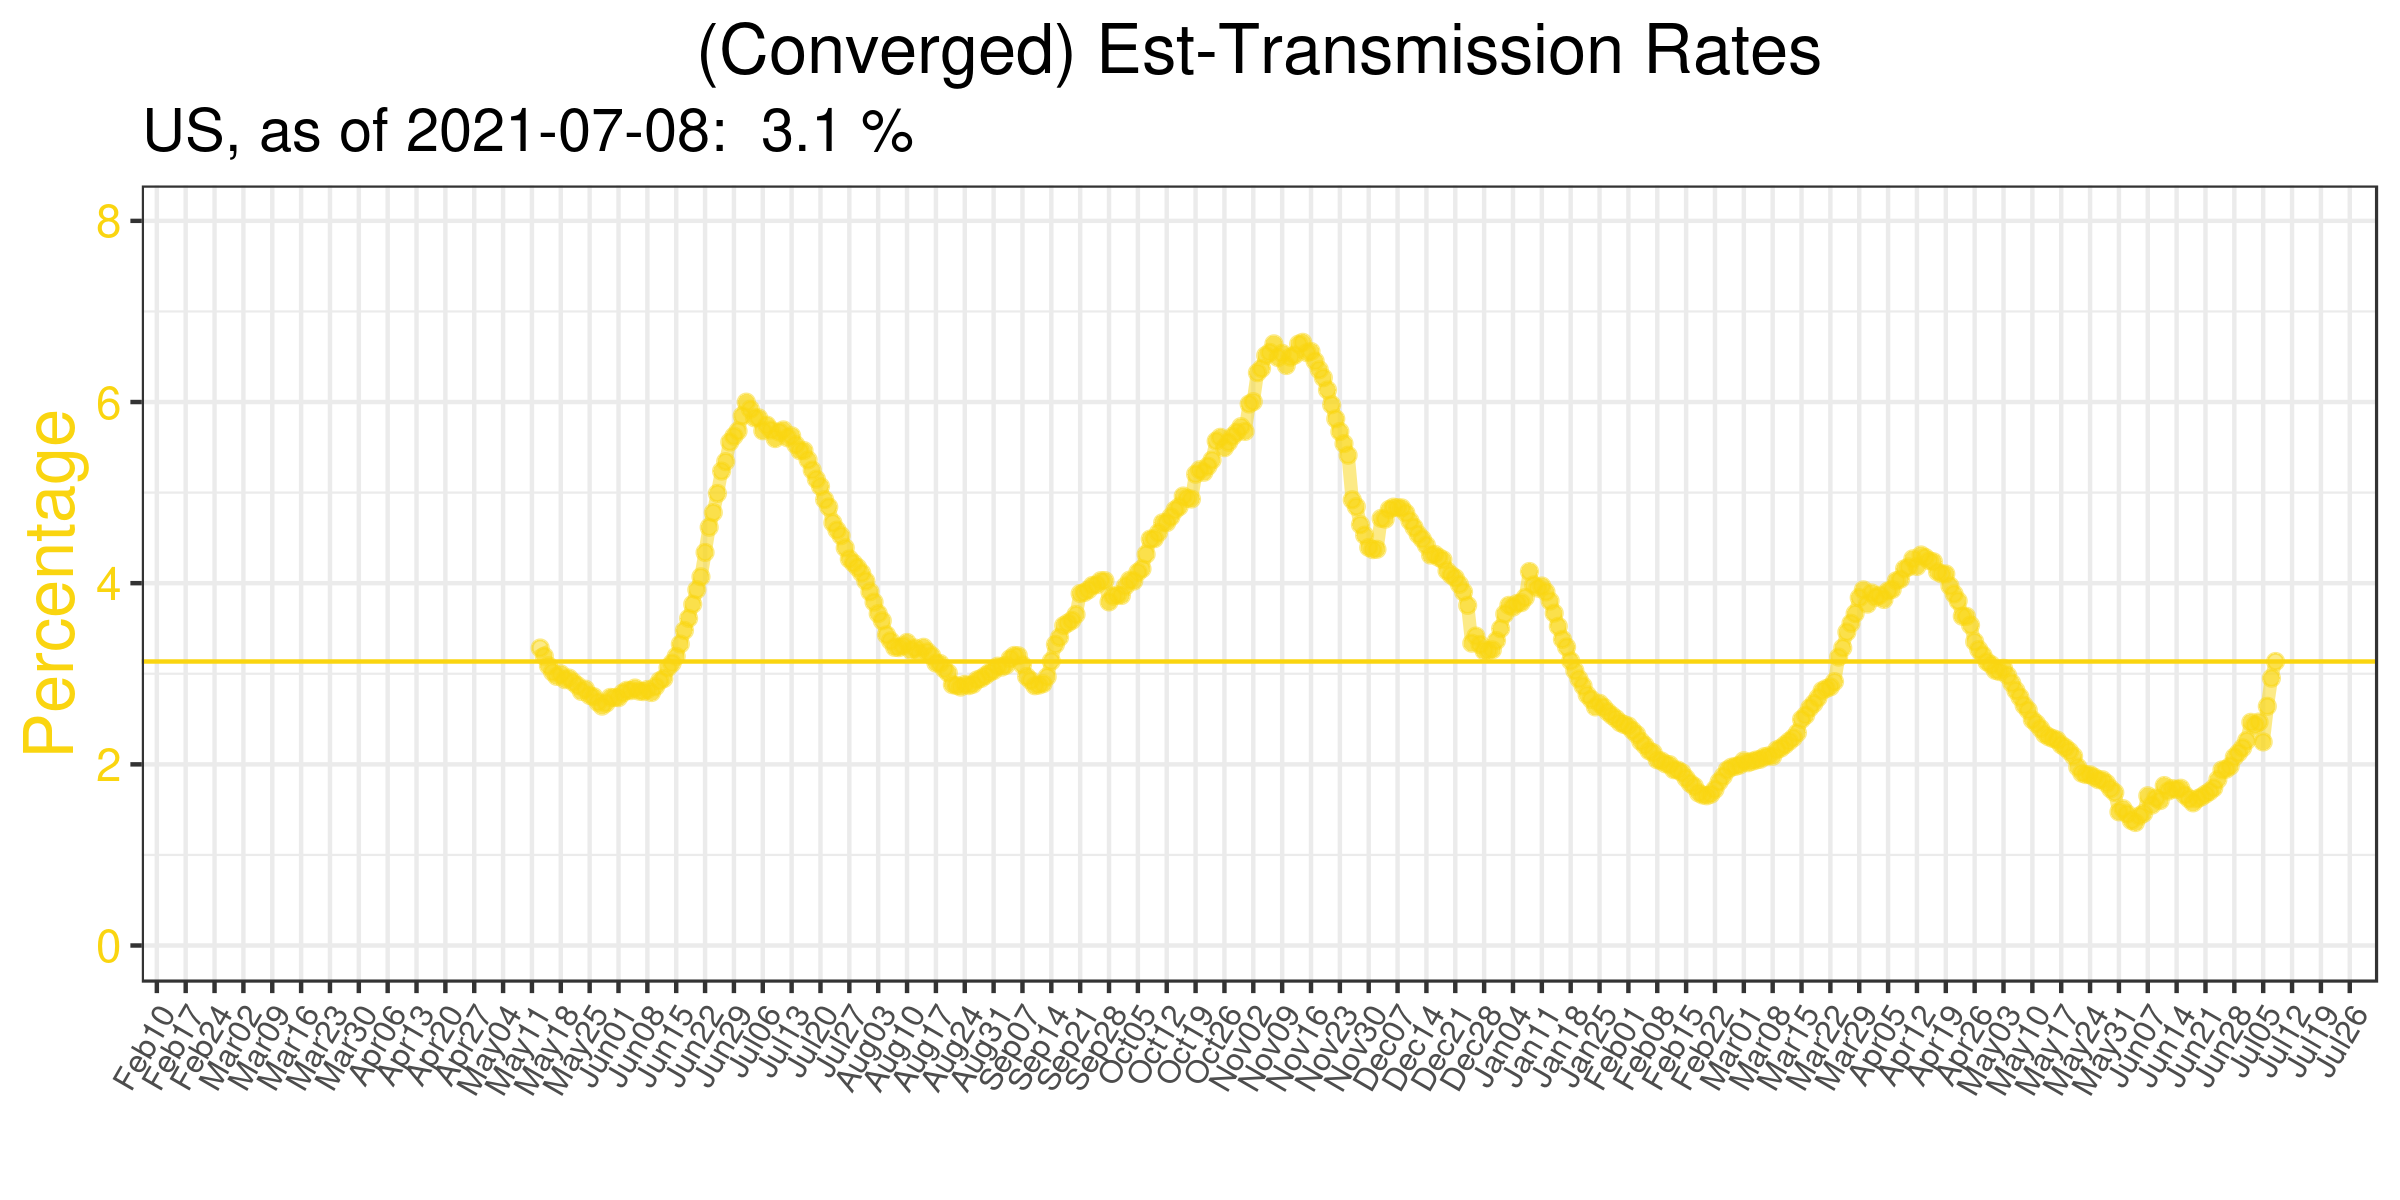 (Converged) Est-Transmission Rates
US, as of 2021-07-08:  3.1 %
Percentage
8
6
4
2
0
Feb10
Feb17
Feb24
Mar02
Mar09
Mar16
Mar23
Mar30
Apr06
Apr13
Apr20
Apr27
May04
May11
May18
May25
Jun01
Jun08
Jun15
Jun22
Jun29
Jul06
Jul13
Jul20
Jul27
Aug03
Aug10
Aug17
Aug24
Aug31
Sep07
Sep14
Sep21
Sep28
Oct05
Oct12
Oct19
Oct26
Nov02
Nov09
Nov16
Nov23
Nov30
Dec07
Dec14
Dec21
Dec28
Jan04
Jan11
Jan18
Jan25
Feb01
Feb08
Feb15
Feb22
Mar01
Mar08
Mar15
Mar22
Mar29
Apr05
Apr12
Apr19
Apr26
May03
May10
May17
May24
May31
Jun07
Jun14
Jun21
Jun28
Jul05
Jul12
Jul19
Jul26